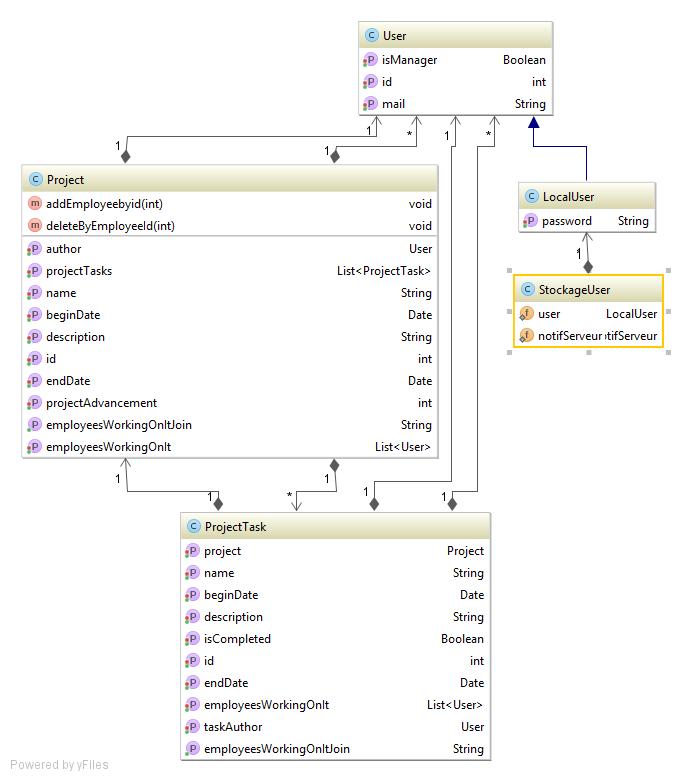 C User
P isManager Boolean
P id int
P mail String
1 1 * 1 1 *
C Project
m addEmployeebyid(int) void
m deleteByEmployeeId(int) void
P author User
P projectTasks List<ProjectTask>
P name String
P beginDate Date
P description String
P id int
P endDate Date
P projectAdvancement int
P employeesWorkingOnItJoin String
P employeesWorkingOnIt List<User>
C LocalUser
P password String
1
C StockageUser
f user LocalUser
f notifServeur tifServeur
1 1 * 1 1 1
C ProjectTask
P project Project
P name String
P beginDate Date
P description String
P isCompleted Boolean
P id int
P endDate Date
P employeesWorkingOnIt List<User>
P taskAuthor User
P employeesWorkingOnItJoin String
Powered by yFiles